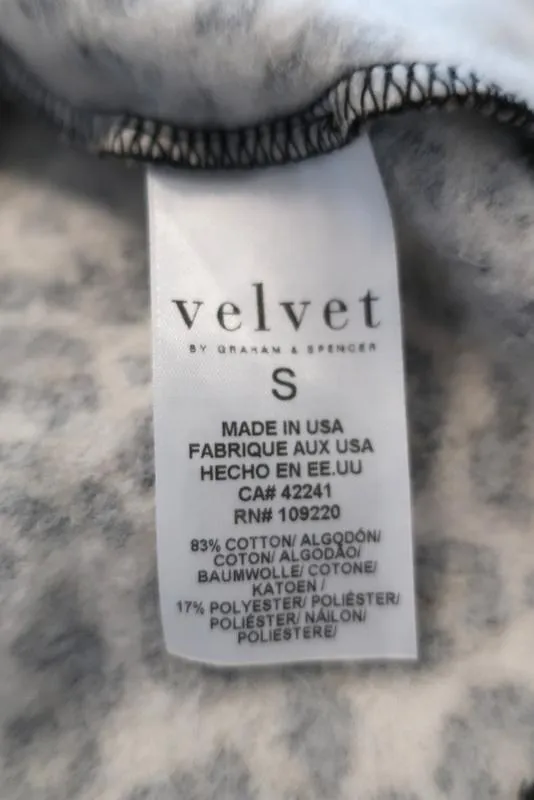 velvet
BY GRAHAM & SPENCER
S
MADE IN USA
FABRIQUE AUX USA
HECHO EN EE.UU
CA# 42241
RN# 109220
83% COTTON/ ALGODÓN/
COTON/ ALGODÃO/
BAUMWOLLE/ COTONE/
KATOEN /
17% POLYESTER/ POLIÉSTER/
POLIÉSTER/ NÁILON/
POLIESTERE/